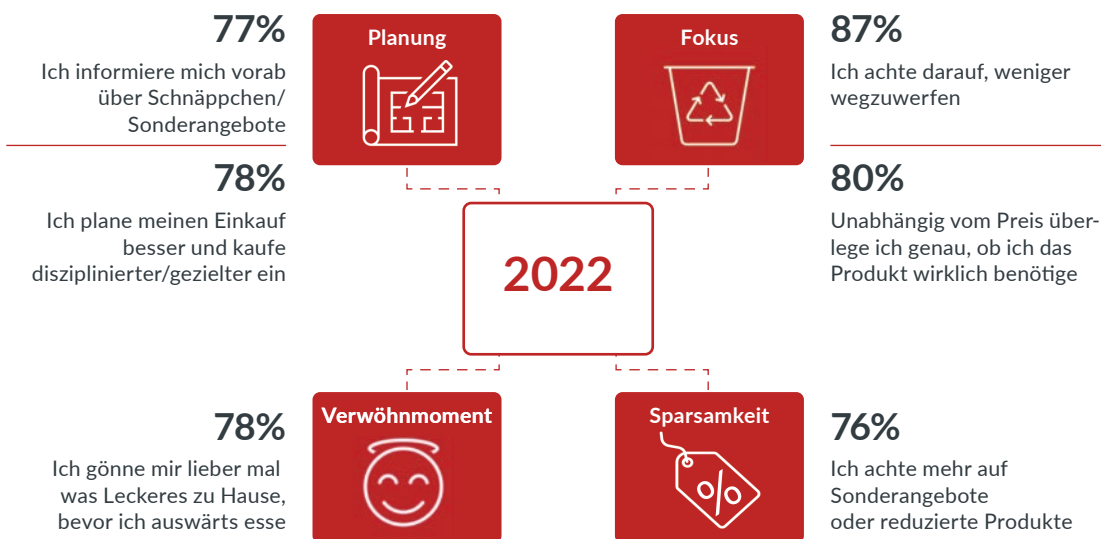 77%
Ich informiere mich vorab
über Schnäppchen/
Sonderangebote
78%
Ich plane meinen Einkauf
besser und kaufe
disziplinierter/gezielter ein
Planung
Fokus
87%
Ich achte darauf, weniger
wegzuwerfen
80%
Unabhängig vom Preis über-
lege ich genau, ob ich das
Produkt wirklich benötige
2022
78%
Ich gönne mir lieber mal
was Leckeres zu Hause,
bevor ich auswärts esse
Verwöhnmoment
Sparsamkeit
%
76%
Ich achte mehr auf
Sonderangebote
oder reduzierte Produkte